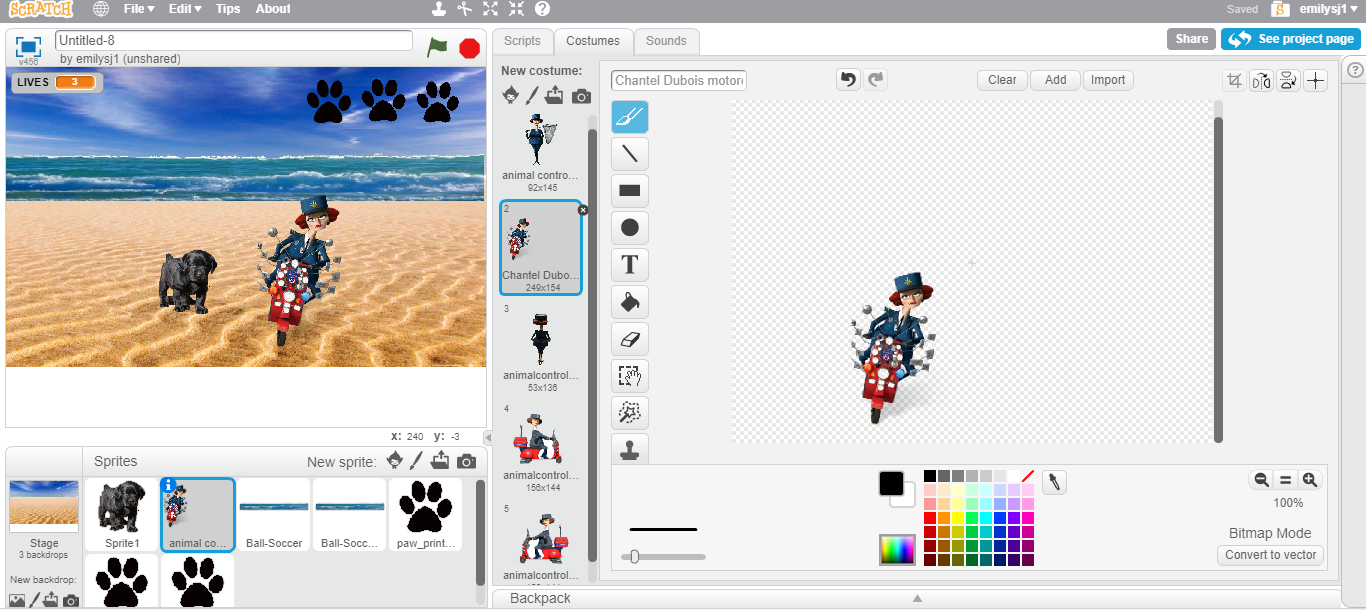 SCRATCH
File▼ Edit▼ Tips About
Saved
emilysj1▼
Untitled-8
by emilysj1 (unshared)
v456
Scripts Costumes Sounds
Share
See project page
LIVES 3
New costume:
Chantel Dubois motorc
Clear Add Import
animal contro...
92x145
2
Chantel Dubo...
249x154
3
animalcontrol...
53x136
4
animalcontrol...
156x144
5
animalcontrol...
T
x: 240 y: -3
Sprites
New sprite:
Stage
3 backdrops
New backdrop:
Sprite1
animal co...
Ball-Soccer
Ball-Socc...
paw_print...
100%
Bitmap Mode
Convert to vector
Backpack